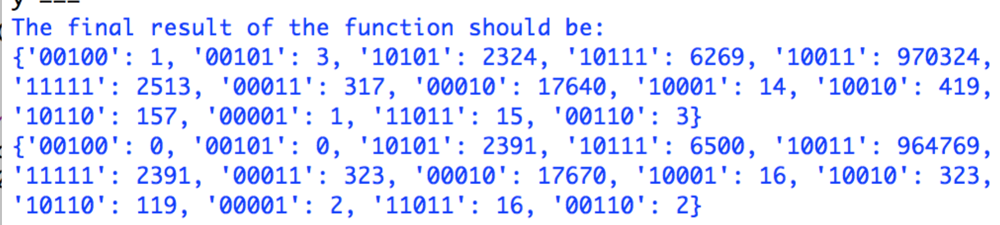 The final result of the function should be:
{'00100': 1, '00101': 3, '10101': 2324, '10111': 6269, '10011': 970324,
'11111': 2513, '00011': 317, '00010': 17640, '10001': 14, '10010': 419,
'10110': 157, '00001': 1, '11011': 15, '00110': 3}
{'00100': 0, '00101': 0, '10101': 2391, '10111': 6500, '10011': 964769,
'11111': 2391, '00011': 323, '00010': 17670, '10001': 16, '10010': 323,
'10110': 119, '00001': 2, '11011': 16, '00110': 2}